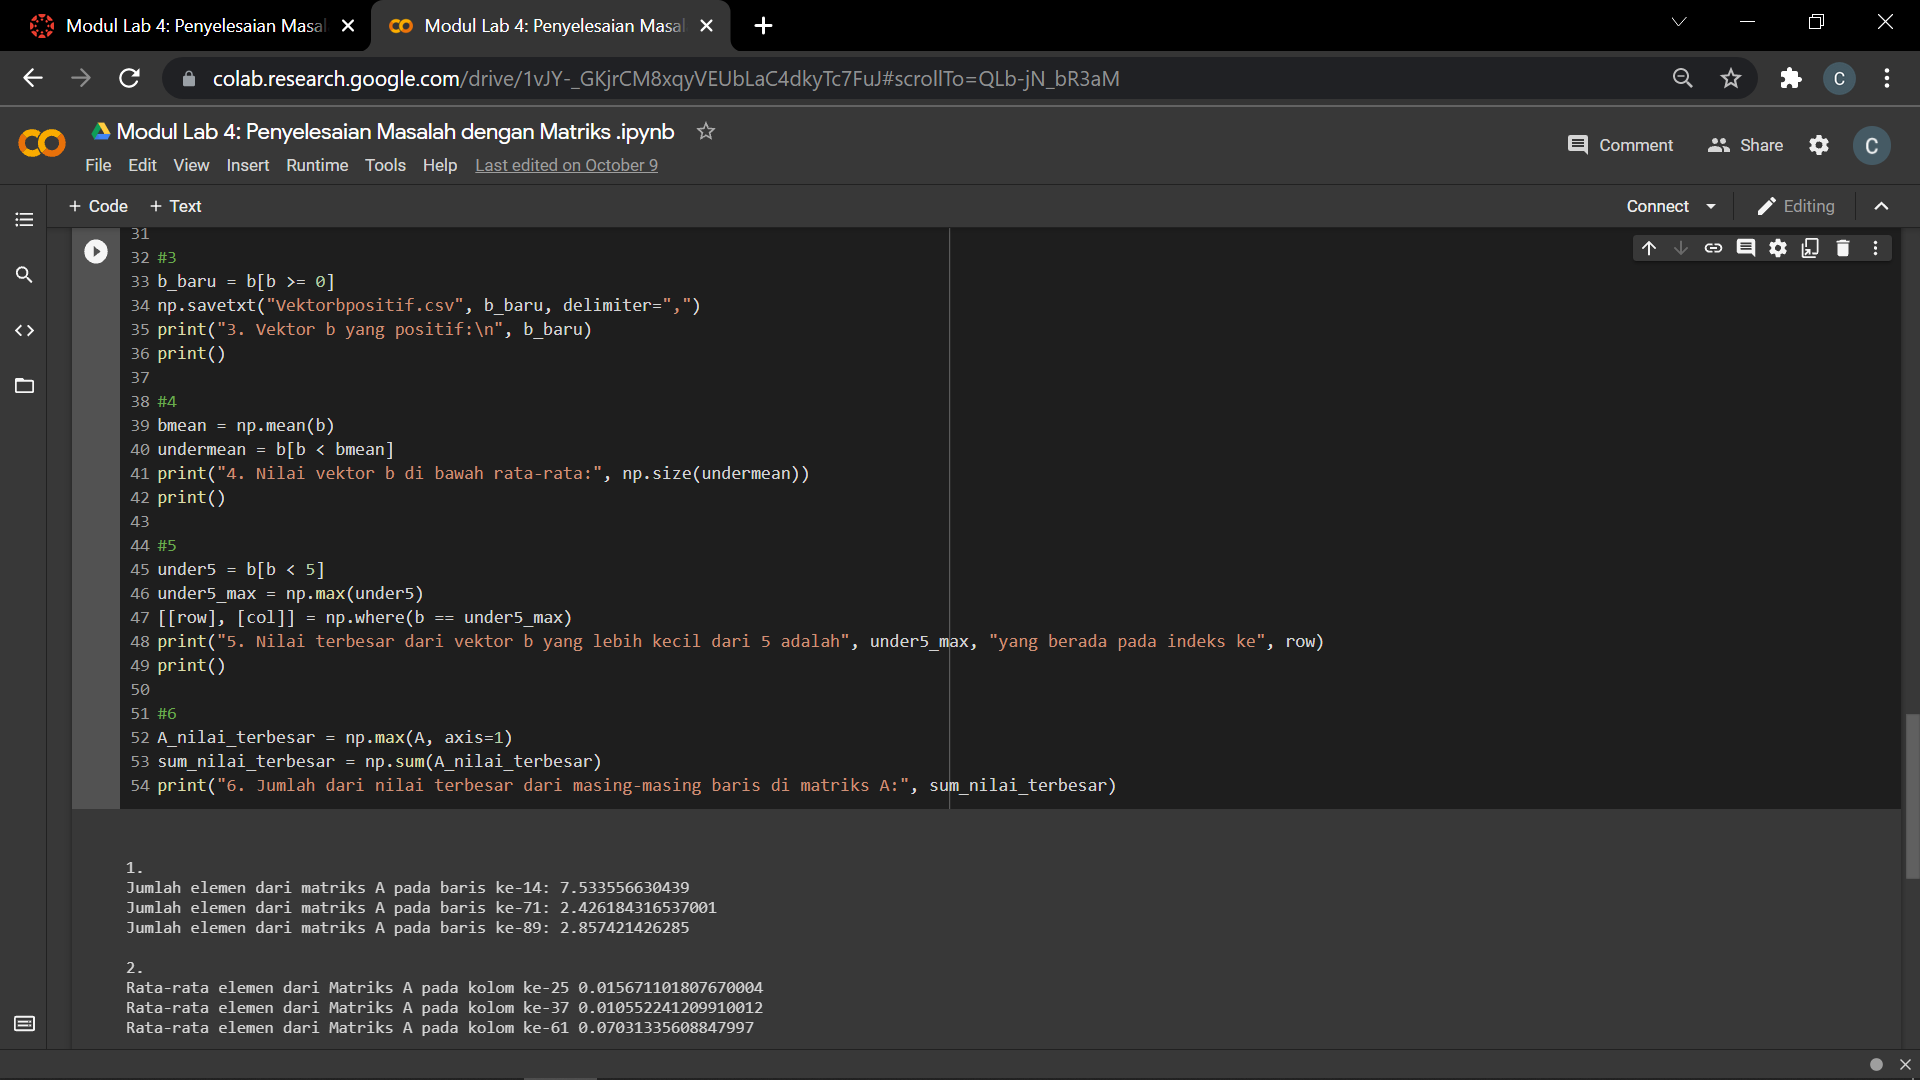 Modul Lab 4: Penyelesaian Masal
Modul Lab 4: Penyelesaian Masal
colab.research.google.com/drive/1vJY-_GKjrCM8xqyVEUbLaC4dkyTc7FuJ#scrollTo=QLb-jN_bR3aM
C
Modul Lab 4: Penyelesaian Masalah dengan Matriks .ipynb
Comment Share C
File Edit View Insert Runtime Tools Help Last edited on October 9
+ Code + Text Connect Editing
31
32 #3
33 b_baru = b[b >= 0]
34 np.savetxt("Vektorbpositif.csv", b_baru, delimiter=",")
35 print("3. Vektor b yang positif:\n", b_baru)
36 print()
37
38 #4
39 bmean = np.mean(b)
40 undermean = b[b < bmean]
41 print("4. Nilai vektor b di bawah rata-rata:", np.size(undermean))
42 print()
43
44 #5
45 under5 = b[b < 5]
46 under5_max = np.max(under5)
47 [[row], [col]] = np.where(b == under5_max)
48 print("5. Nilai terbesar dari vektor b yang lebih kecil dari 5 adalah", under5_max, "yang berada pada indeks ke", row)
49 print()
50
51 #6
52 A_nilai_terbesar = np.max(A, axis=1)
53 sum_nilai_terbesar = np.sum(A_nilai_terbesar)
54 print("6. Jumlah dari nilai terbesar dari masing-masing baris di matriks A:", sum_nilai_terbesar)
1.
Jumlah elemen dari matriks A pada baris ke-14: 7.533556630439
Jumlah elemen dari matriks A pada baris ke-71: 2.426184316537001
Jumlah elemen dari matriks A pada baris ke-89: 2.857421426285
2.
Rata-rata elemen dari Matriks A pada kolom ke-25 0.015671101807670004
Rata-rata elemen dari Matriks A pada kolom ke-37 0.010552241209910012
Rata-rata elemen dari Matriks A pada kolom ke-61 0.07031335608847997